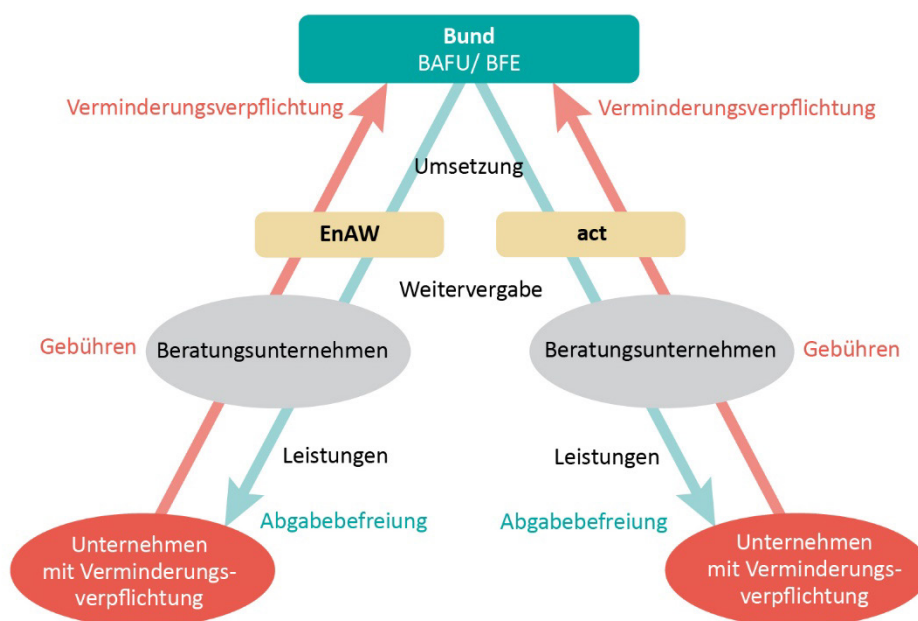 Bund
BAFU/ BFE
Verminderungsverpflichtung
Verminderungsverpflichtung
Umsetzung
EnAW
act
Weitervergabe
Gebühren
Beratungsunternehmen
Beratungsunternehmen
Gebühren
Leistungen
Leistungen
Abgabebefreiung
Abgabebefreiung
Unternehmen
mit Verminderungs-
verpflichtung
Unternehmen
mit Verminderungs-
verpflichtung